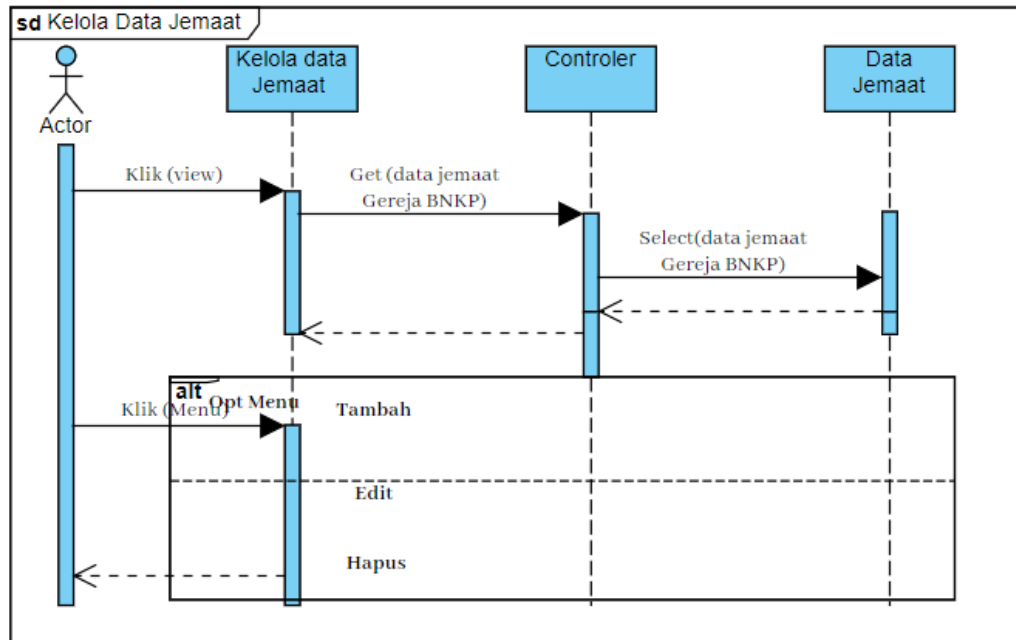 sd Kelola Data Jemaat
Actor
Kelola data
Jemaat
Controler
Data
Jemaat
Klik (view)
Get (data jemaat
Gereja BNKP)
Select(data jemaat
Gereja BNKP)
alt
Opt Menu
Klik (Menu)
Tambah
Edit
Hapus